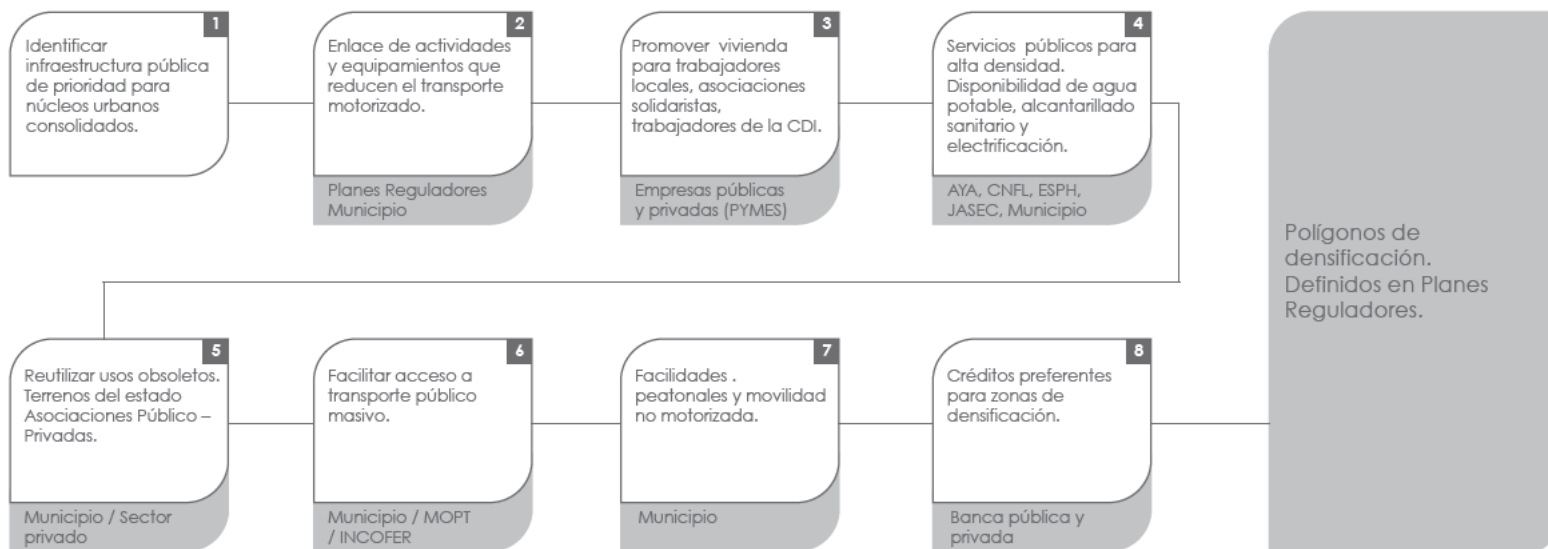 1
Identificar
infraestructura pública
de prioridad para
núcleos urbanos
consolidados.
2
Enlace de actividades
y equipamientos que
reducen el transporte
motorizado.
Planes Reguladores
Municipio
3
Promover vivienda
para trabajadores
locales, asociaciones
solidaristas,
trabajadores de la CDI.
Empresas públicas
y privadas (PYMES)
4
Servicios públicos para
alta densidad.
Disponibilidad de agua
potable, alcantarillado
sanitario y
electrificación.
AYA, CNFL, ESPH,
JASEC, Municipio
5
Reutilizar usos obsoletos.
Terrenos del estado
Asociaciones Público –
Privadas.
Municipio / Sector
privado
6
Facilitar acceso a
transporte público
masivo.
Municipio / MOPT
/ INCOFER
7
Facilidades .
peatonales y movilidad
no motorizada.
Municipio
8
Créditos preferentes
para zonas de
densificación.
Banca pública y
privada
Polígonos de
densificación.
Definidos en Planes
Reguladores.